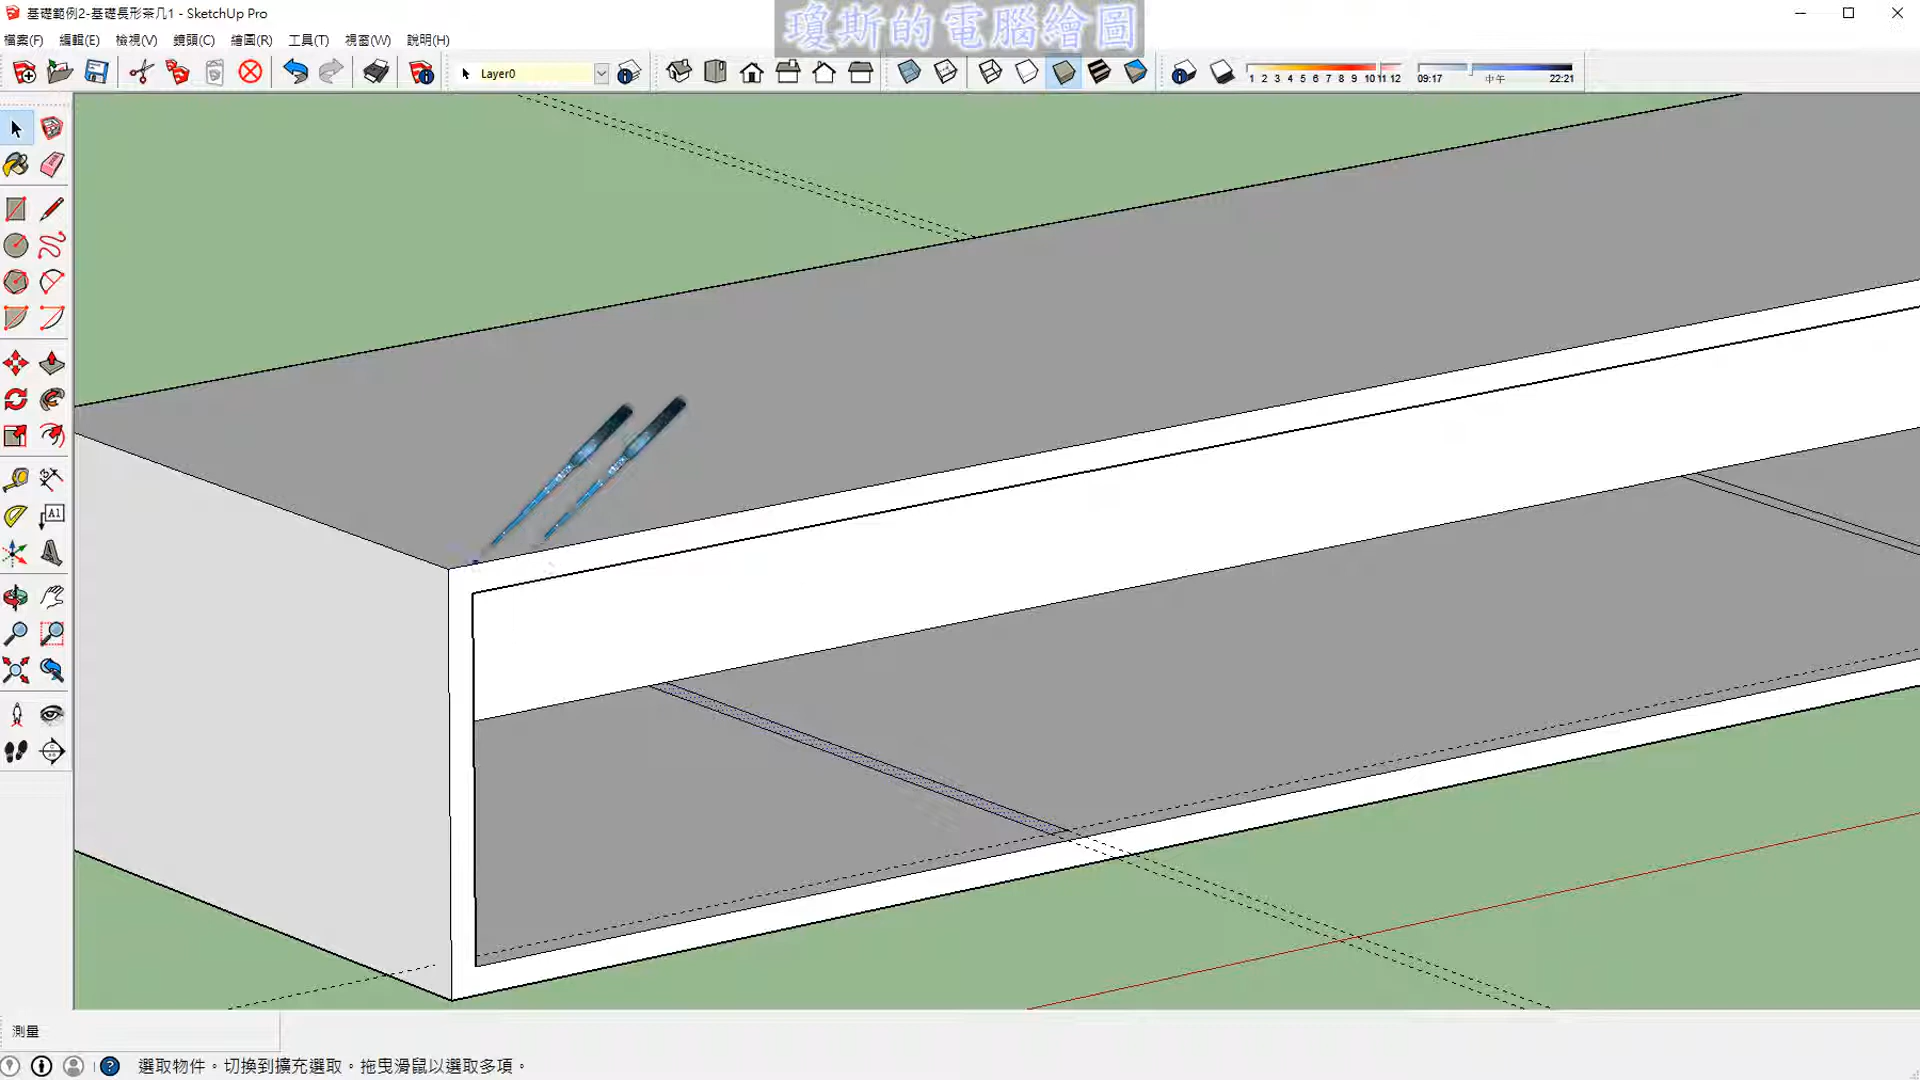 基礎範例2-基礎長形茶几1 - SketchUp Pro
瓊斯的電腦繪圖
檔案(F) 編輯(E) 檢視(V) 鏡頭(C) 繪圖(R) 工具(T) 視窗(W) 說明(H)
Layer0
1 2 3 4 5 6 7 8 9 10 11 12
09:17 中午 22:21
A1
測量
選取物件。切換到擴充選取。拖曳滑鼠以選取多項。